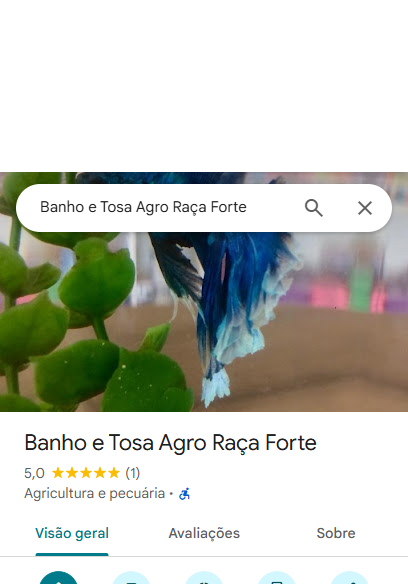 Banho e Tosa Agro Raça Forte
Banho e Tosa Agro Raça Forte
5,0 (1)
Agricultura e pecuária ·
Visão geral Avaliações Sobre